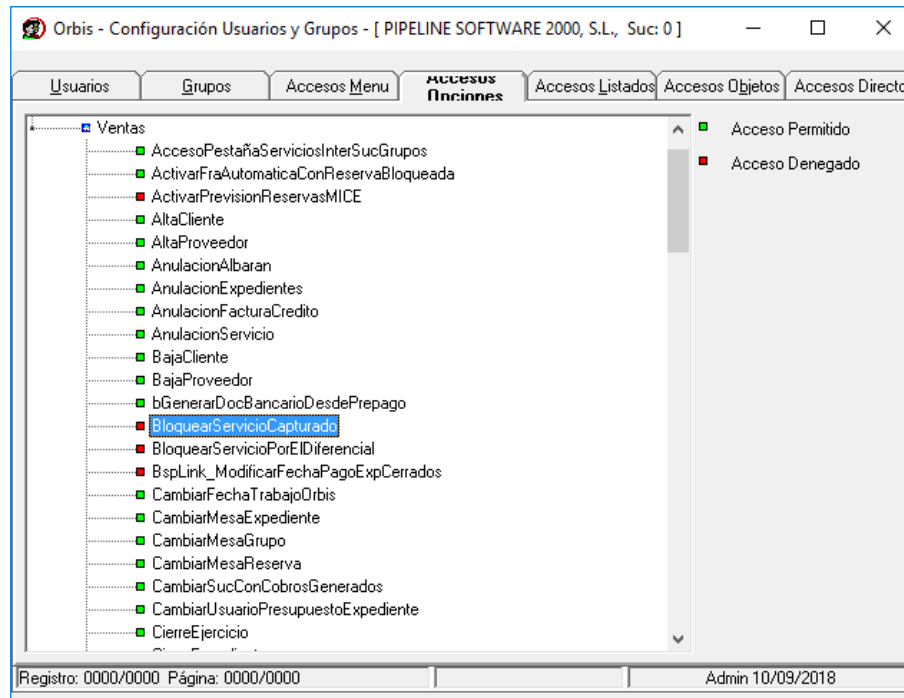 Orbis - Configuración Usuarios y Grupos - [ PIPELINE SOFTWARE 2000, S.L., Suc: 0 ]
Usuarios Grupos Accesos Menu Accesos Opciones Accesos Listados Accesos Objetos Accesos Directo
Ventas
AccesoPestañaServiciosInterSucGrupos
ActivarFraAutomaticaConReservaBloqueada
ActivarPrevisionReservasMICE
AltaCliente
AltaProveedor
AnulacionAlbaran
AnulacionExpedientes
AnulacionFacturaCredito
AnulacionServicio
BajaCliente
BajaProveedor
bGenerarDocBancarioDesdePrepago
BloquearServicioCapturado
BloquearServicioPorElDiferencial
BspLink_ModificarFechaPagoExpCerrados
CambiarFechaTrabajoOrbis
CambiarMesaExpediente
CambiarMesaGrupo
CambiarMesaReserva
CambiarSucConCobrosGenerados
CambiarUsuarioPresupuestoExpediente
CierreEjercicio
Acceso Permitido
Acceso Denegado
Registro: 0000/0000 Página: 0000/0000
Admin 10/09/2018